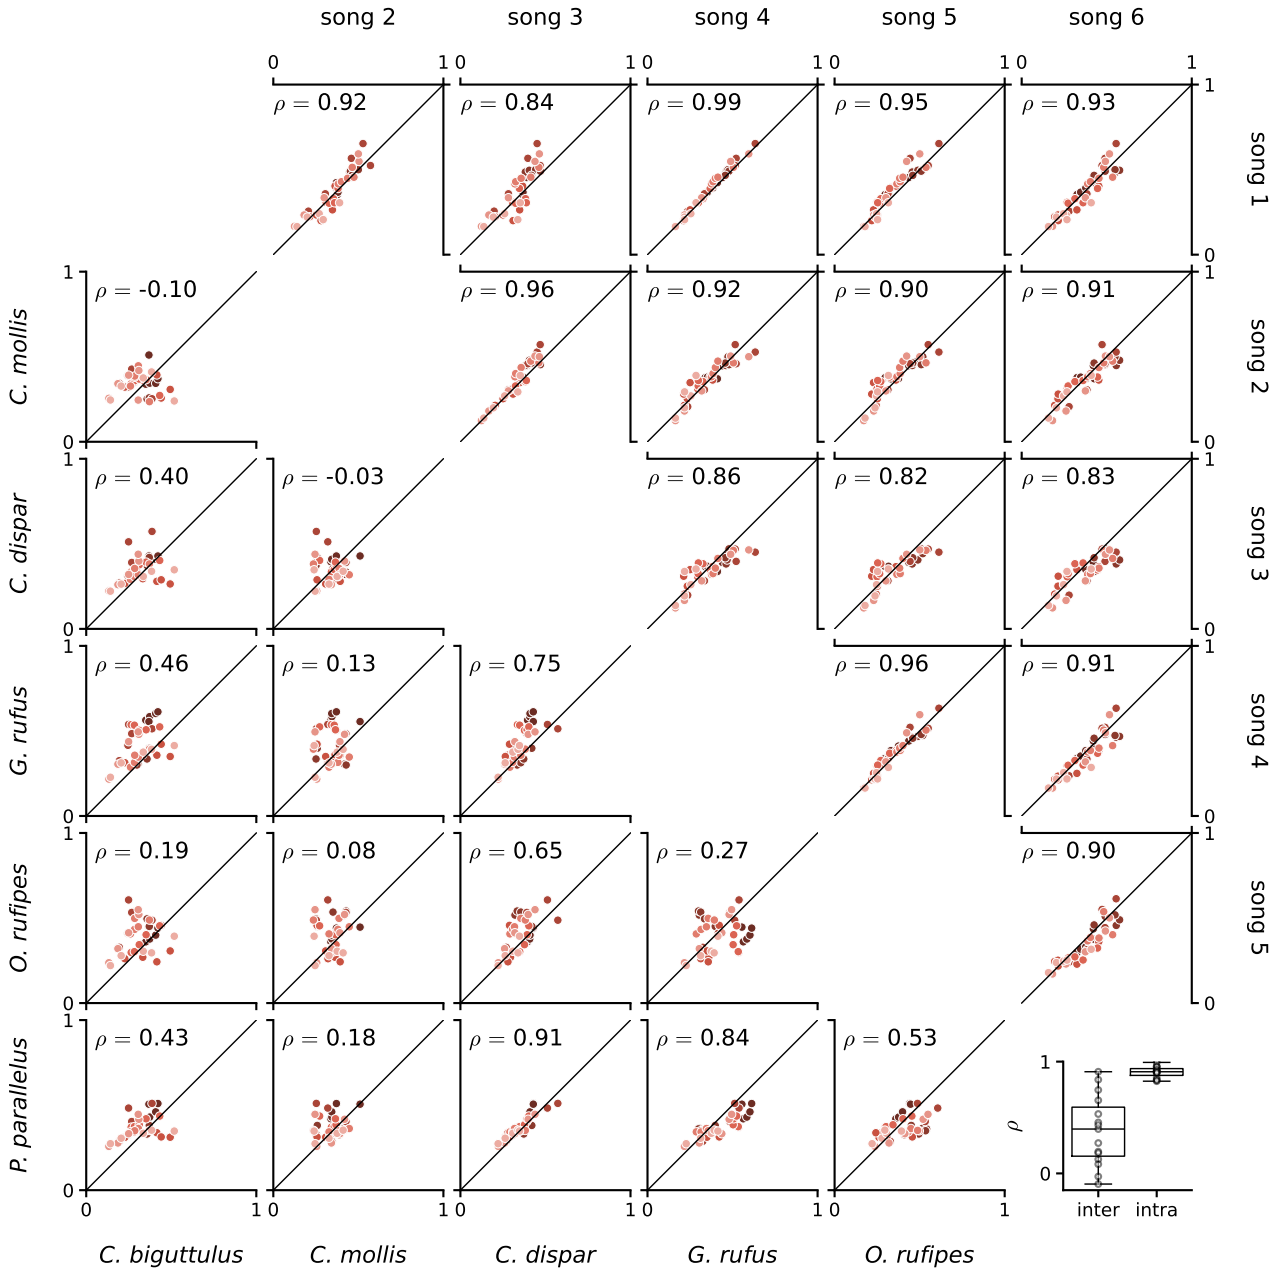 song 2 song 3 song 4 song 5 song 6
0 1 0 1 0 1 0 1 0 1
ρ = 0.92 ρ = 0.84 ρ = 0.99 ρ = 0.95 ρ = 0.93 1
song 1
0
1 ρ = -0.10 ρ = 0.96 ρ = 0.92 ρ = 0.90 ρ = 0.91 1
C. mollis song 2
0 0
1 ρ = 0.40 ρ = -0.03 ρ = 0.86 ρ = 0.82 ρ = 0.83 1
C. dispar song 3
0 0
1 ρ = 0.46 ρ = 0.13 ρ = 0.75 ρ = 0.96 ρ = 0.91 1
G. rufus song 4
0 0
1 ρ = 0.19 ρ = 0.08 ρ = 0.65 ρ = 0.27 ρ = 0.90 1
O. rufipes song 5
0 0
1 ρ = 0.43 ρ = 0.18 ρ = 0.91 ρ = 0.84 ρ = 0.53
P. parallelus
0
0 1 0 1 0 1 0 1 0 1
C. biguttulus C. mollis C. dispar G. rufus O. rufipes
1
ρ
0
inter intra